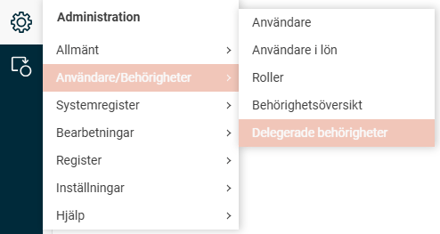 Administration
Allmänt
Användare/Behörigheter
Systemregister
Bearbetningar
Register
Inställningar
Hjälp
Användare
Användare i lön
Roller
Behörighetsöversikt
Delegerade behörigheter